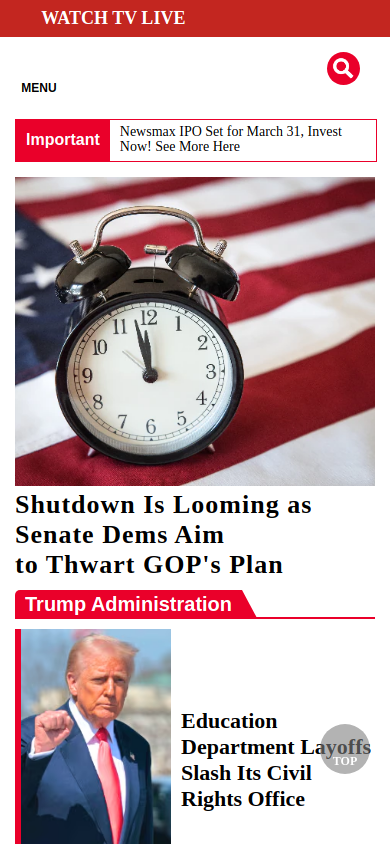 WATCH TV LIVE
MENU
Important
Newsmax IPO Set for March 31, Invest
Now! See More Here
12
1
2
3
4
5
6
7
8
9
10
11
Shutdown Is Looming as
Senate Dems Aim
to Thwart GOP's Plan
Trump Administration
Education
Department Layoffs
Slash Its Civil
Rights Office
TOP